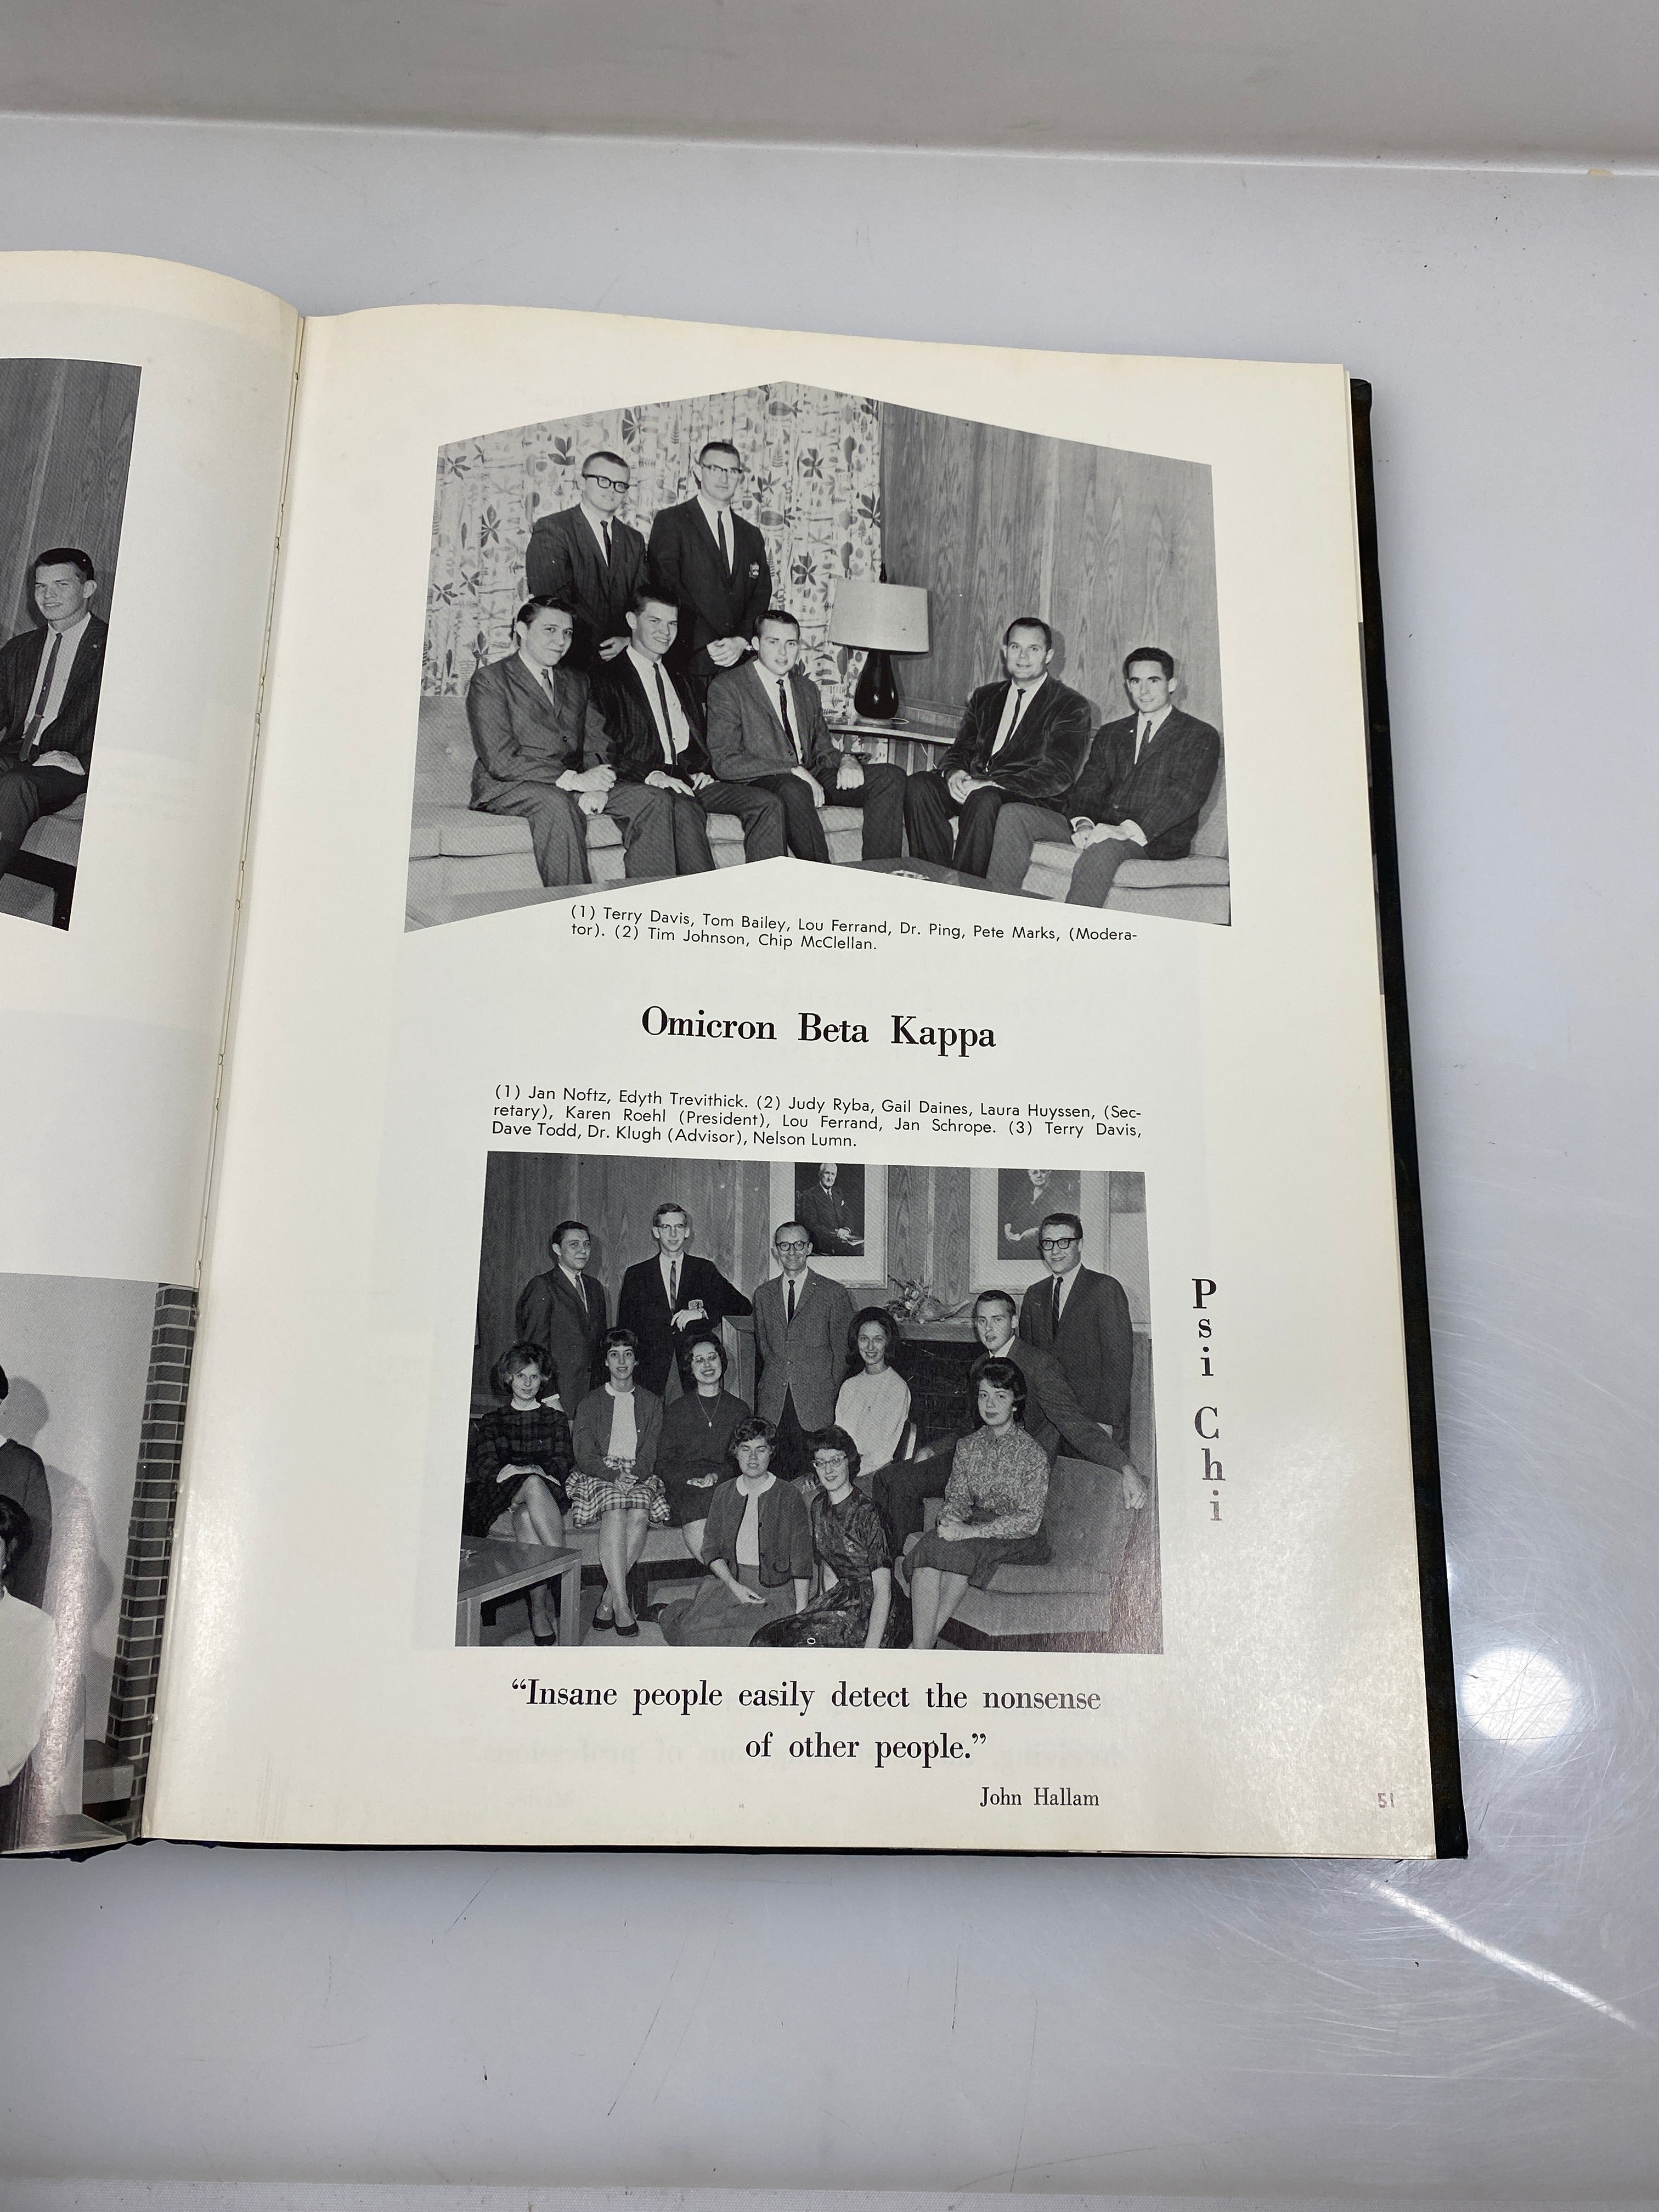 (1) Terry Davis, Tom Bailey, Lou Ferrand, Dr. Ping, Pete Marks, (Modera-
tor). (2) Tim Johnson, Chip McClellan.
Omicron Beta Kappa
(1) Jan Noftz, Edyth Trevithick. (2) Judy Ryba, Gail Daines, Laura Huyssen, (Sec-
retary), Karen Roehl (President), Lou Ferrand, Jan Schrope. (3) Terry Davis,
Dave Todd, Dr. Klugh (Advisor), Nelson Lumn.
Psi Chi
“Insane people easily detect the nonsense
of other people.”
John Hallam
51